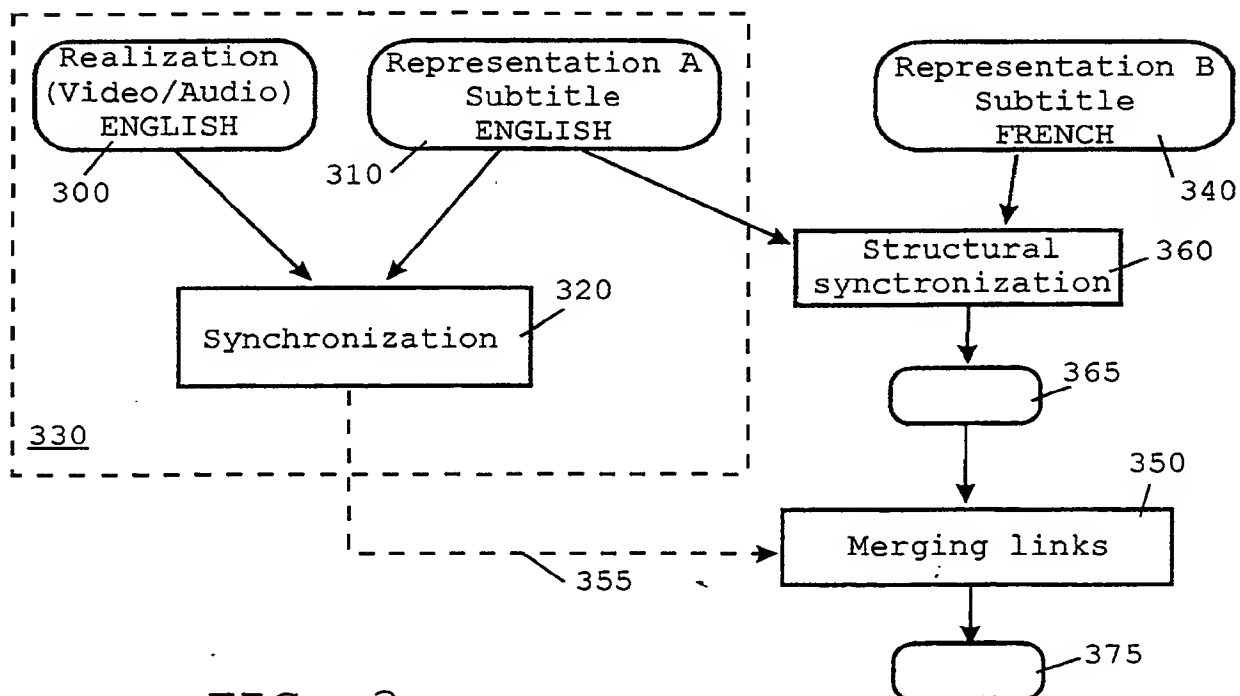 Realization
(Video/Audio)
ENGLISH
300
Representation A
Subtitle
ENGLISH
310
Representation B
Subtitle
FRENCH
340
Structural
synctronization
360
Synchronization
320
365
330
350
Merging links
355
375